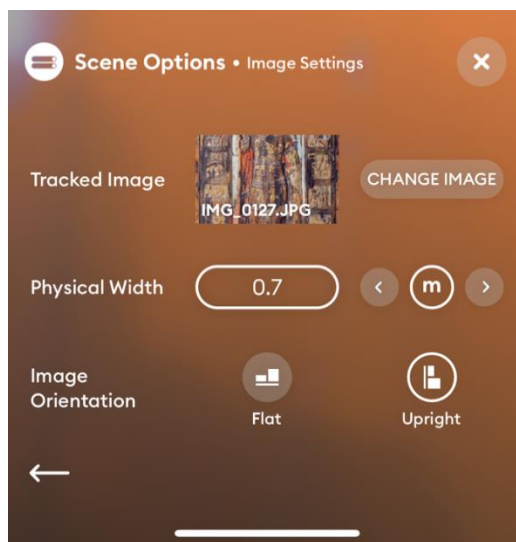 Scene Options • Image Settings
Tracked Image
IMG_0127.JPG
CHANGE IMAGE
Physical Width
0.7
m
Image
Orientation
Flat
Upright